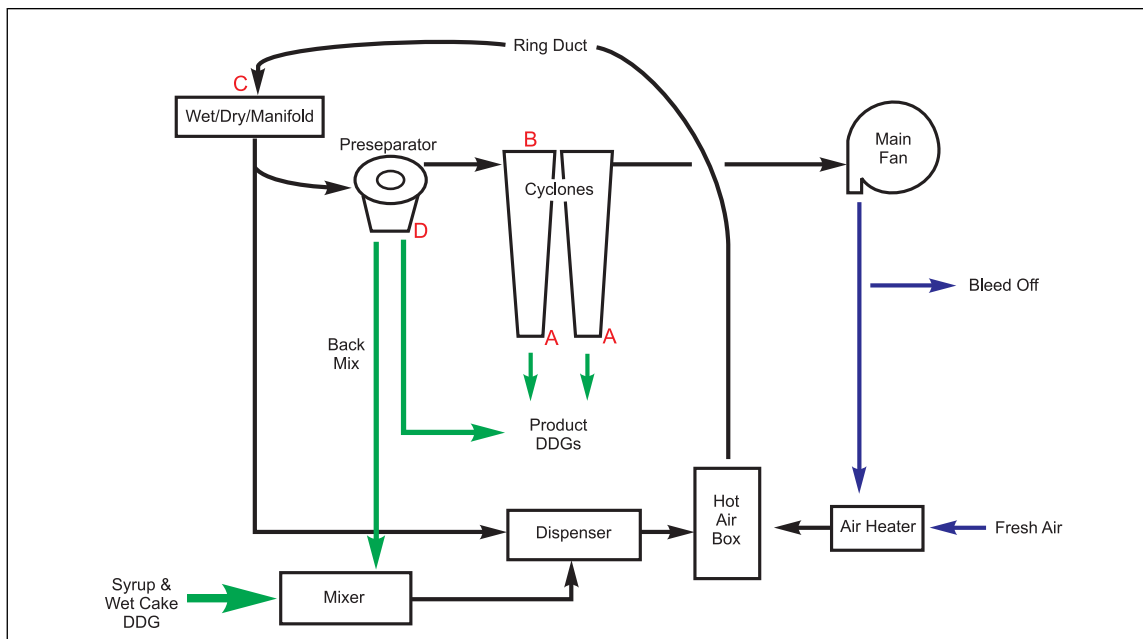 Ring Duct
C
Wet/Dry/Manifold
Preseparator
B
Main
Fan
Cyclones
D
Bleed Off
A
A
Back
Mix
Product
DDGs
Hot
Air
Box
Air Heater
Fresh Air
Dispenser
Syrup &
Wet Cake
DDG
Mixer